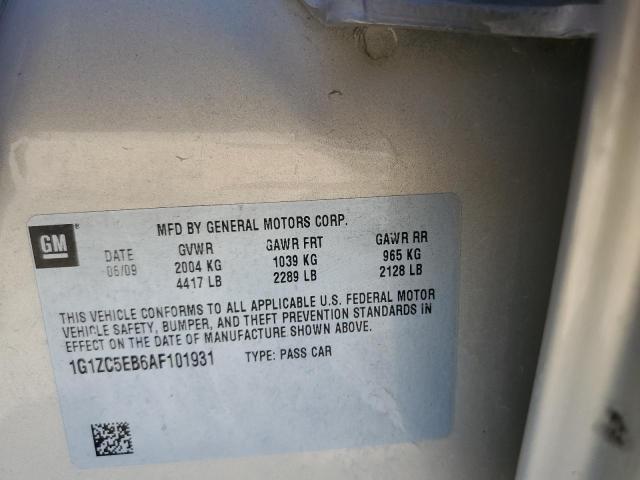 GM
MFD BY GENERAL MOTORS CORP.
DATE GVWR GAWR FRT GAWR RR
06/09 2004 KG 1039 KG 965 KG
4417 LB 2289 LB 2128 LB
THIS VEHICLE CONFORMS TO ALL APPLICABLE U.S. FEDERAL MOTOR
VEHICLE SAFETY, BUMPER, AND THEFT PREVENTION STANDARDS IN
EFFECT ON THE DATE OF MANUFACTURE SHOWN ABOVE.
1G1ZC5EB6AF101931 TYPE: PASS CAR